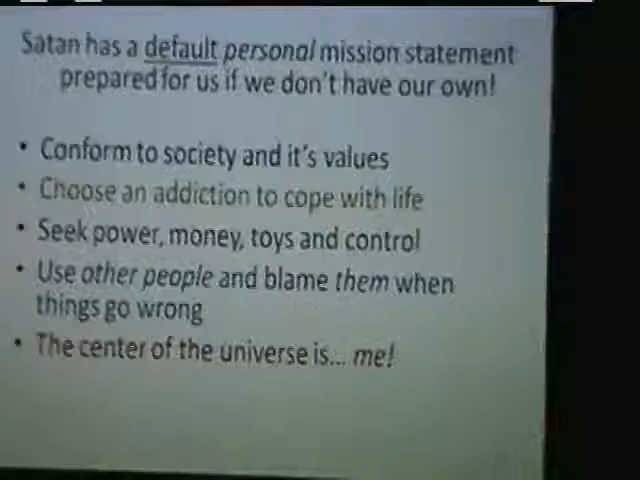 Satan has a default personal mission statement
prepared for us if we don't have our own!
• Conform to society and it's values
• Choose an addiction to cope with life
• Seek power, money, toys and control
• Use other people and blame them when
things go wrong
• The center of the universe is... me!